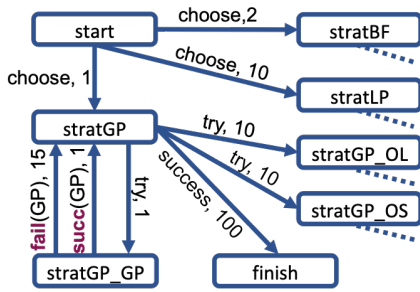 start
choose,2
stratBF
choose, 10
choose, 1
stratLP
stratGP
try, 10
stratGP_OL
try, 10
stratGP_OS
success, 100
fail(GP), 15
succ(GP), 1
try, 1
stratGP_GP
finish